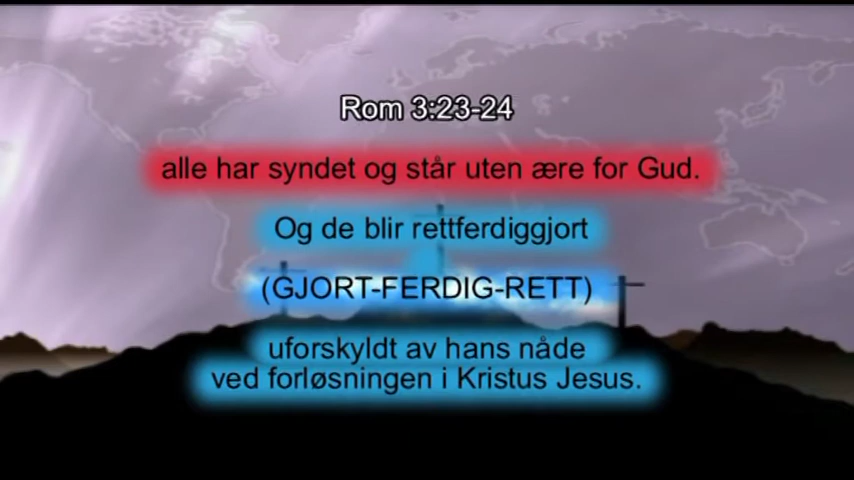 Rom 3:23-24
alle har syndet og står uten ære for Gud.
Og de blir rettferdiggjort
(GJORT-FERDIG-RETT)
uforskyldt av hans nåde
ved forløsningen i Kristus Jesus.